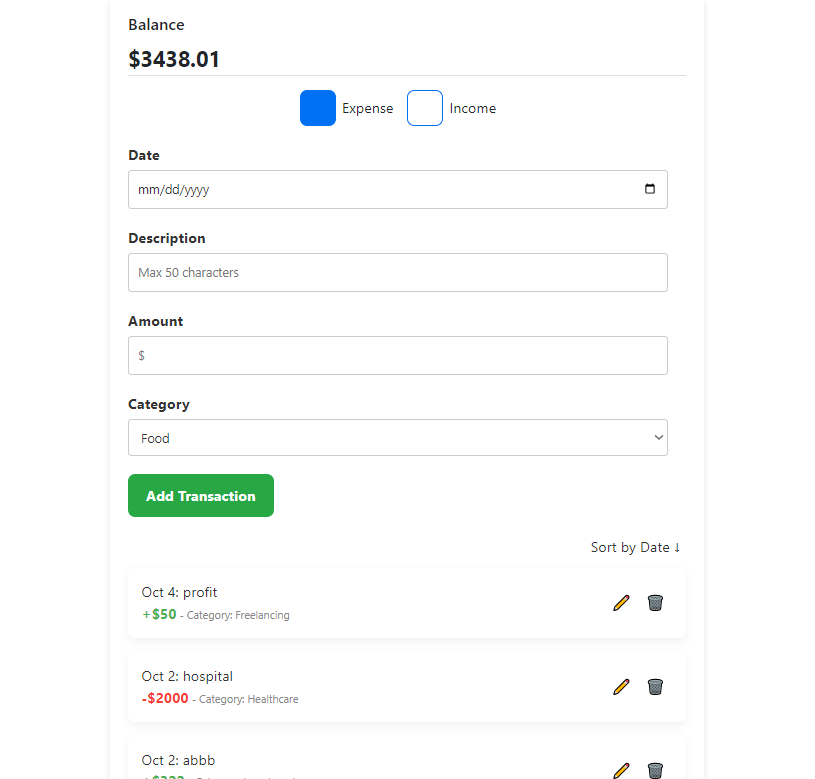 Balance
$3438.01
Expense Income
Date
mm/dd/yyyy
Description
Max 50 characters
Amount
$
Category
Food
Add Transaction
Sort by Date ↓
Oct 4: profit
+$50 - Category: Freelancing
Oct 2: hospital
-$2000 - Category: Healthcare
Oct 2: abbb